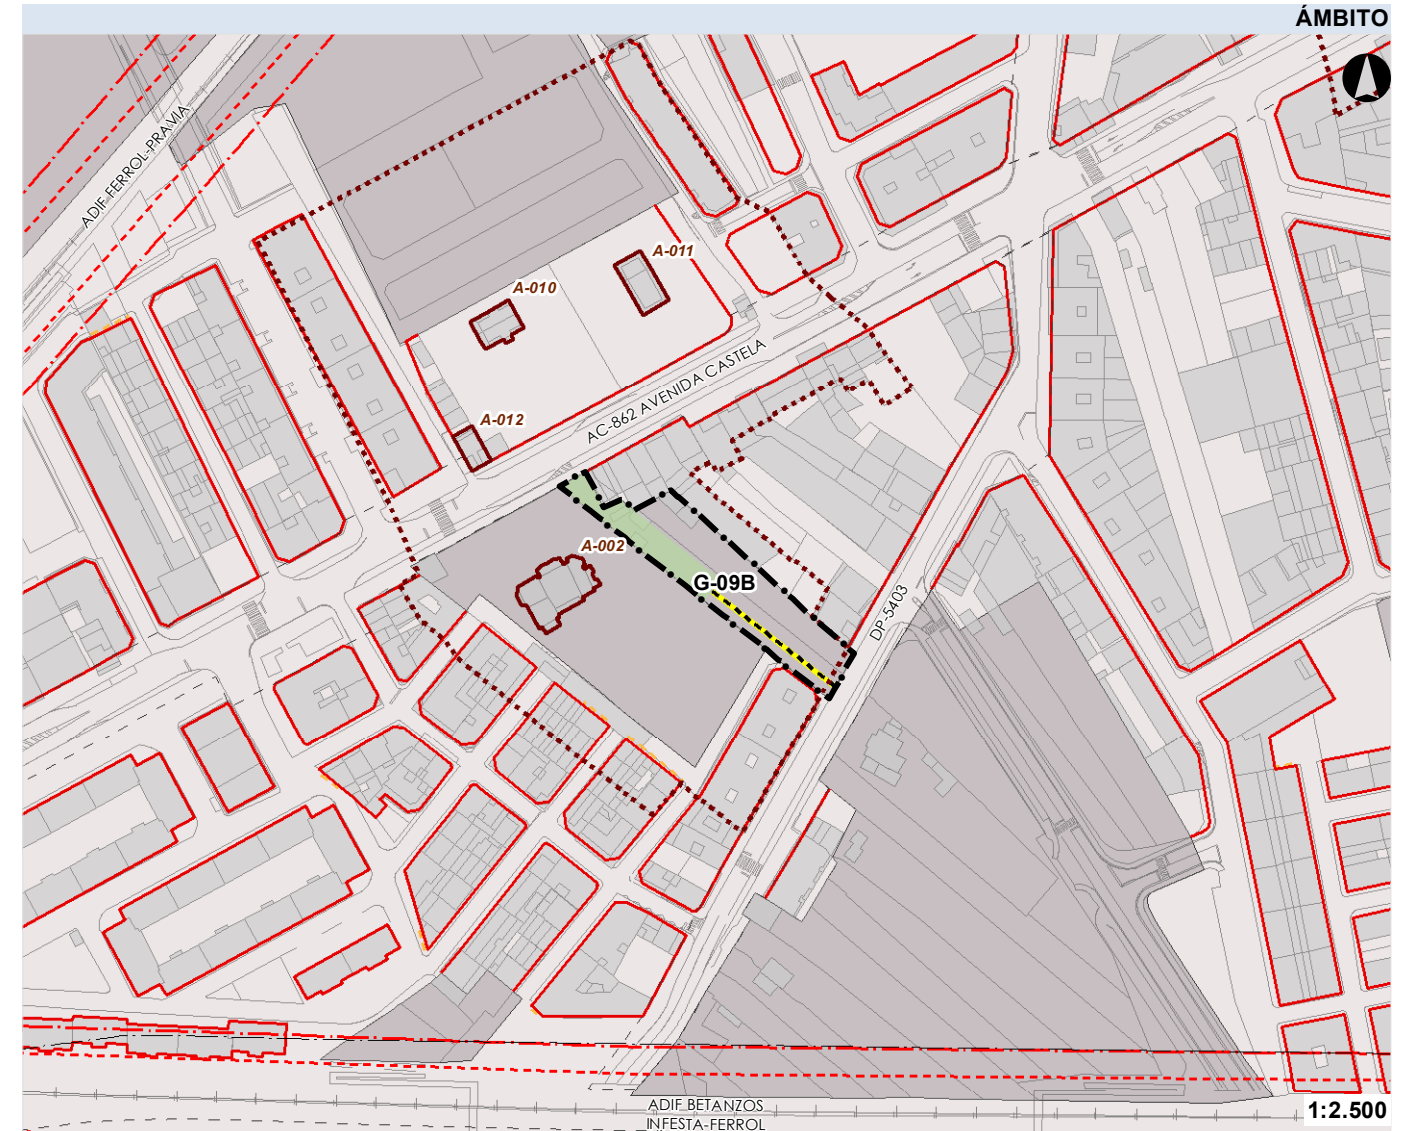 ÁMBITO
ADIF FERROL-PRAVIA
A-011
A-010
AC-862 AVENIDA CASTELA
A-012
A-002
G-09B
DP-5403
ADIF BETANZOS
INFESTA-FERROL
1:2.500